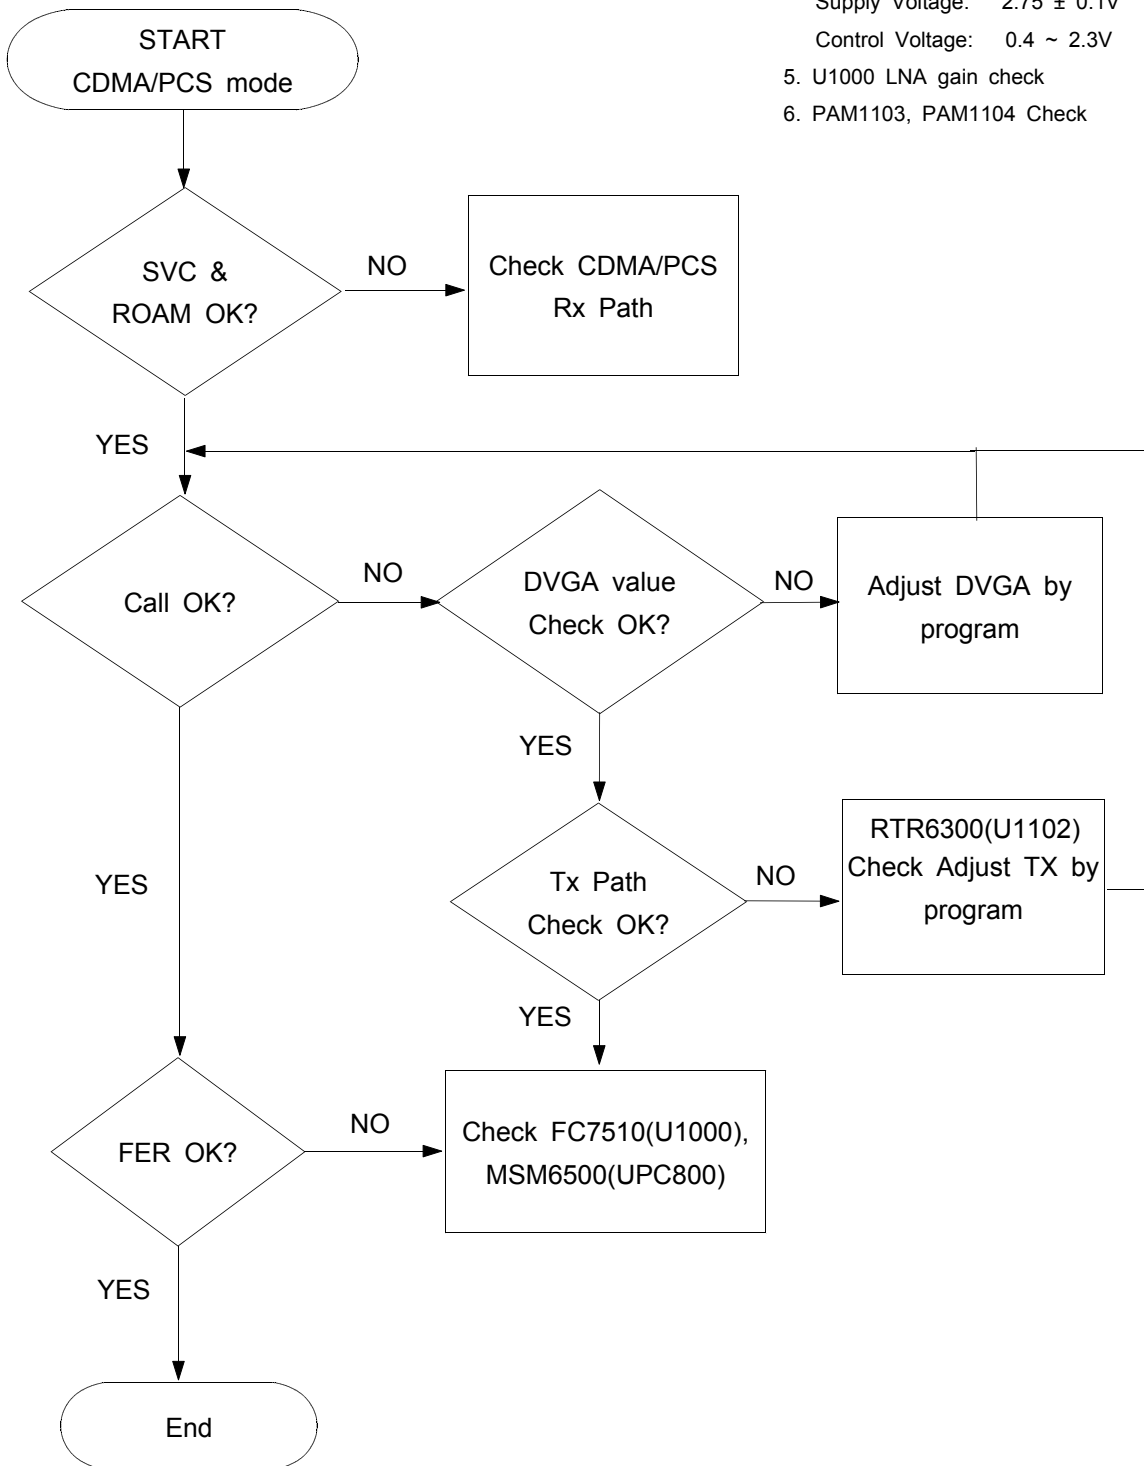 Supply Voltage: 2.75 ± 0.1V
Control Voltage: 0.4 ~ 2.3V
5. U1000 LNA gain check
6. PAM1103, PAM1104 Check
START
CDMA/PCS mode
SVC &
ROAM OK?
NO
Check CDMA/PCS
Rx Path
YES
Call OK?
NO
DVGA value
Check OK?
NO
Adjust DVGA by
program
YES
YES
Tx Path
Check OK?
NO
RTR6300(U1102)
Check Adjust TX by
program
YES
FER OK?
NO
Check FC7510(U1000),
MSM6500(UPC800)
YES
End